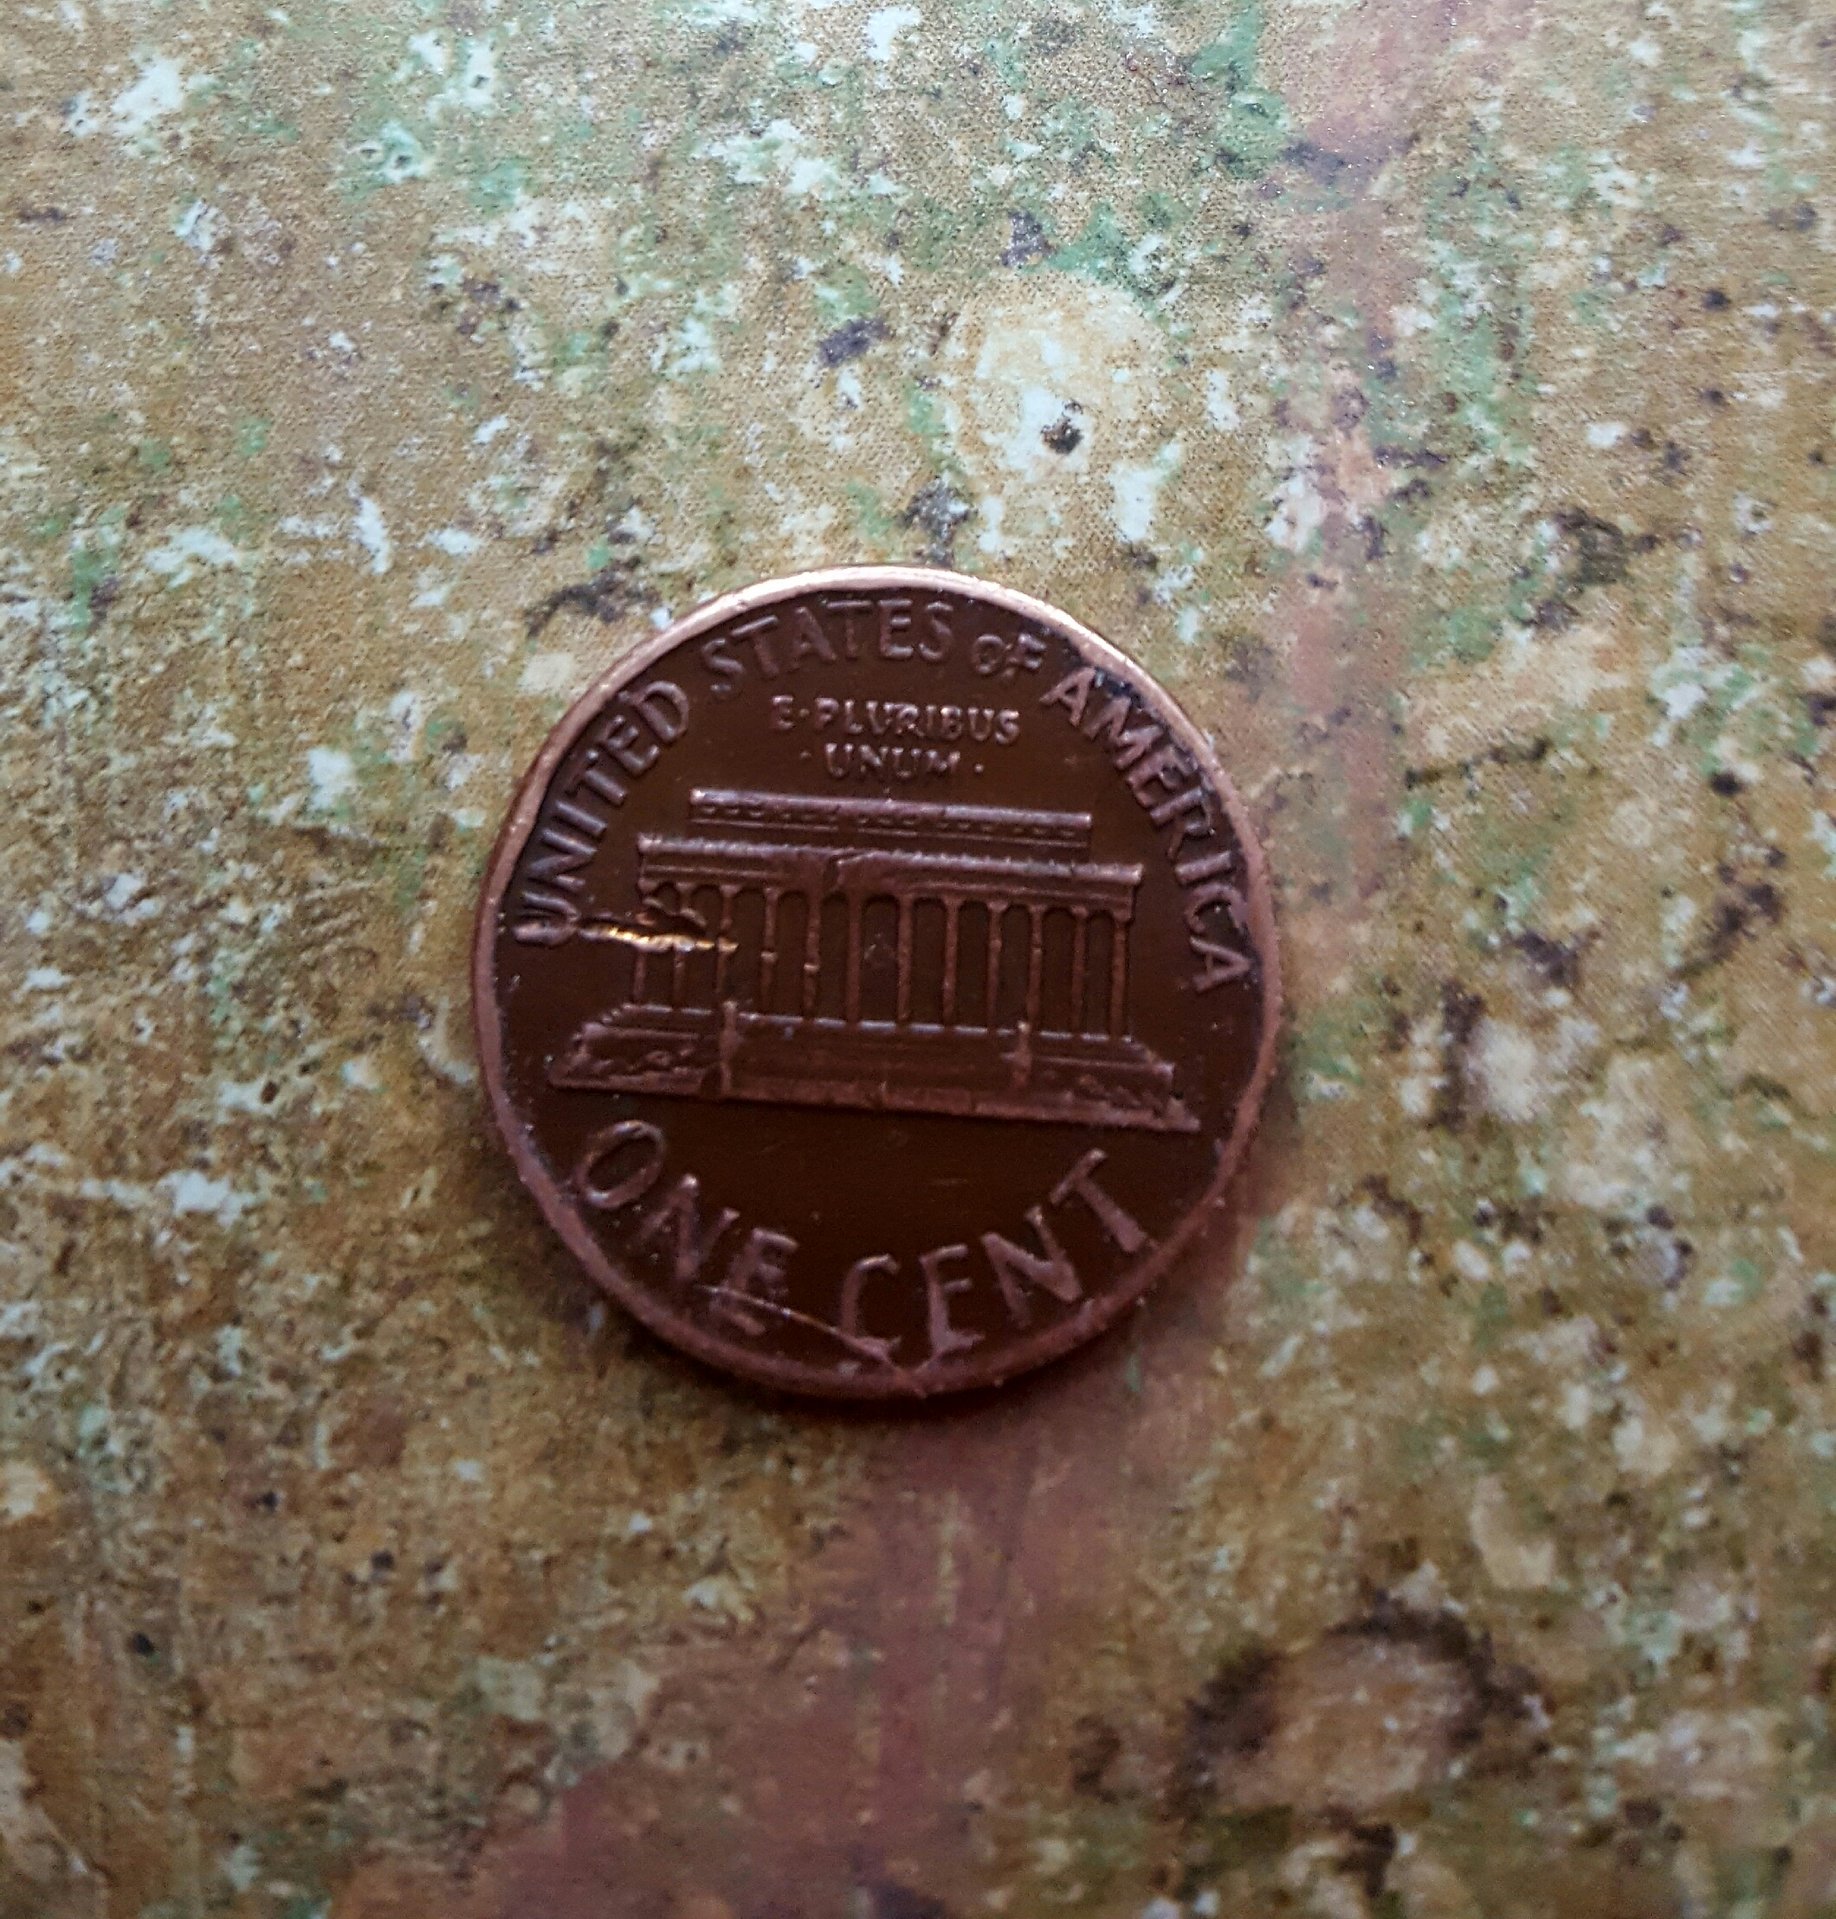 UNITED STATES OF AMERICA
E·PLURIBUS
·UNUM·
ONE CENT